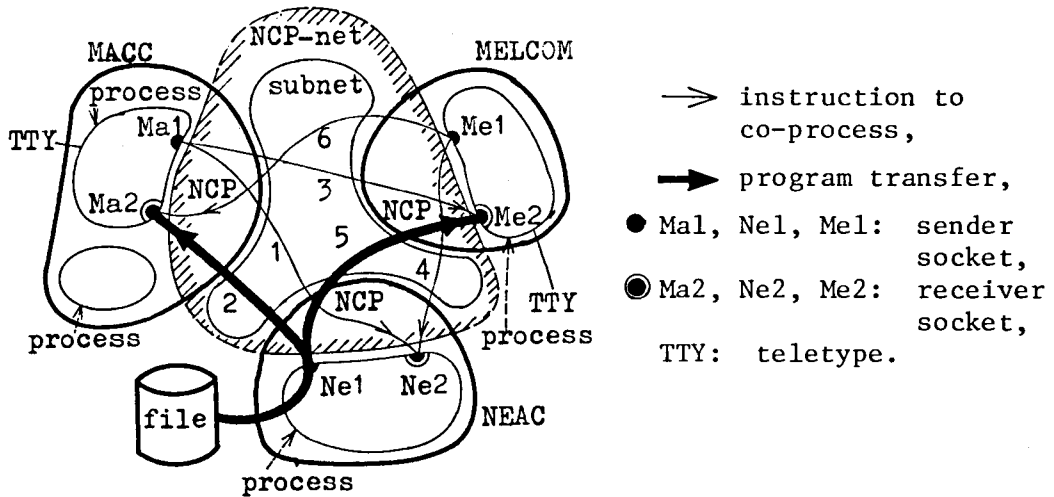 NCP-net
MACC
MELCOM
subnet
process
Ma1
Me1
TTY
6
NCP
3
Ma2
NCP
Me2
1
5
4
2
NCP
TTY
process
process
Ne1
Ne2
file
NEAC
process
instruction to
co-process,
program transfer,
Ma1, Ne1, Me1: sender
socket,
Ma2, Ne2, Me2: receiver
socket,
TTY: teletype.